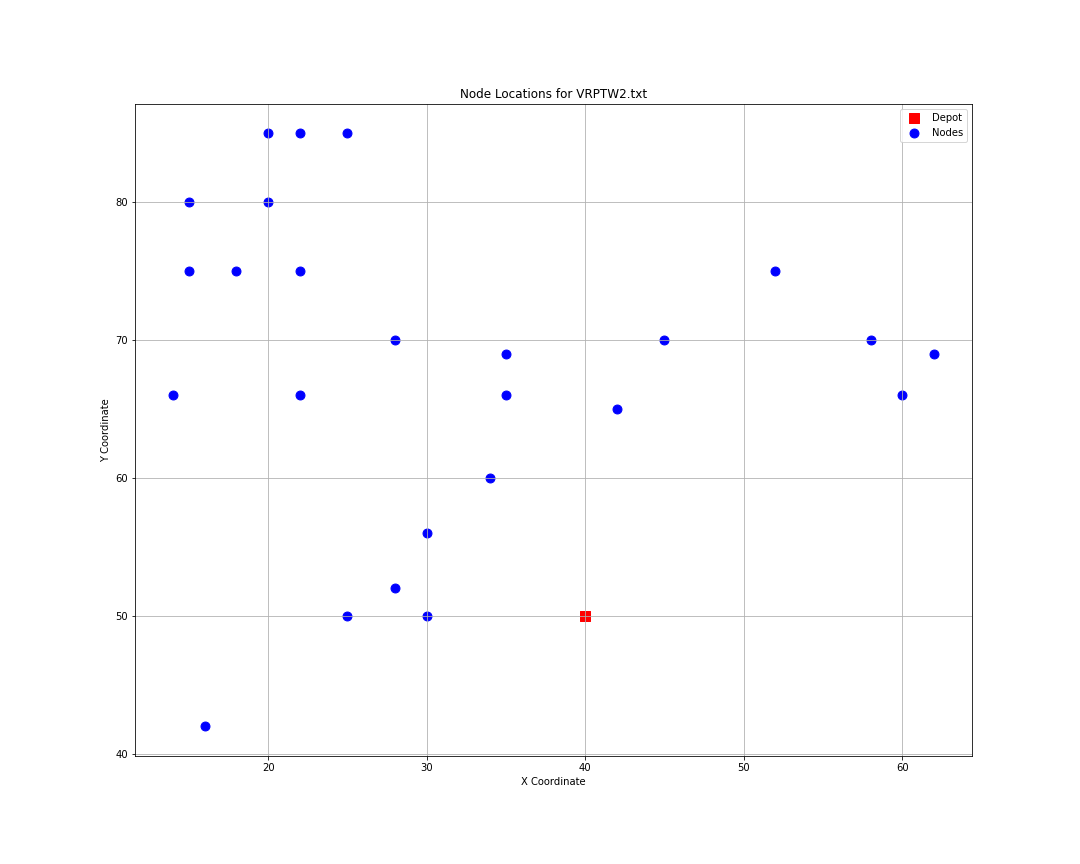 Node Locations for VRPTW2.txt
Depot
Nodes
80
70
60
50
40
Y Coordinate
20 30 40 50 60
X Coordinate